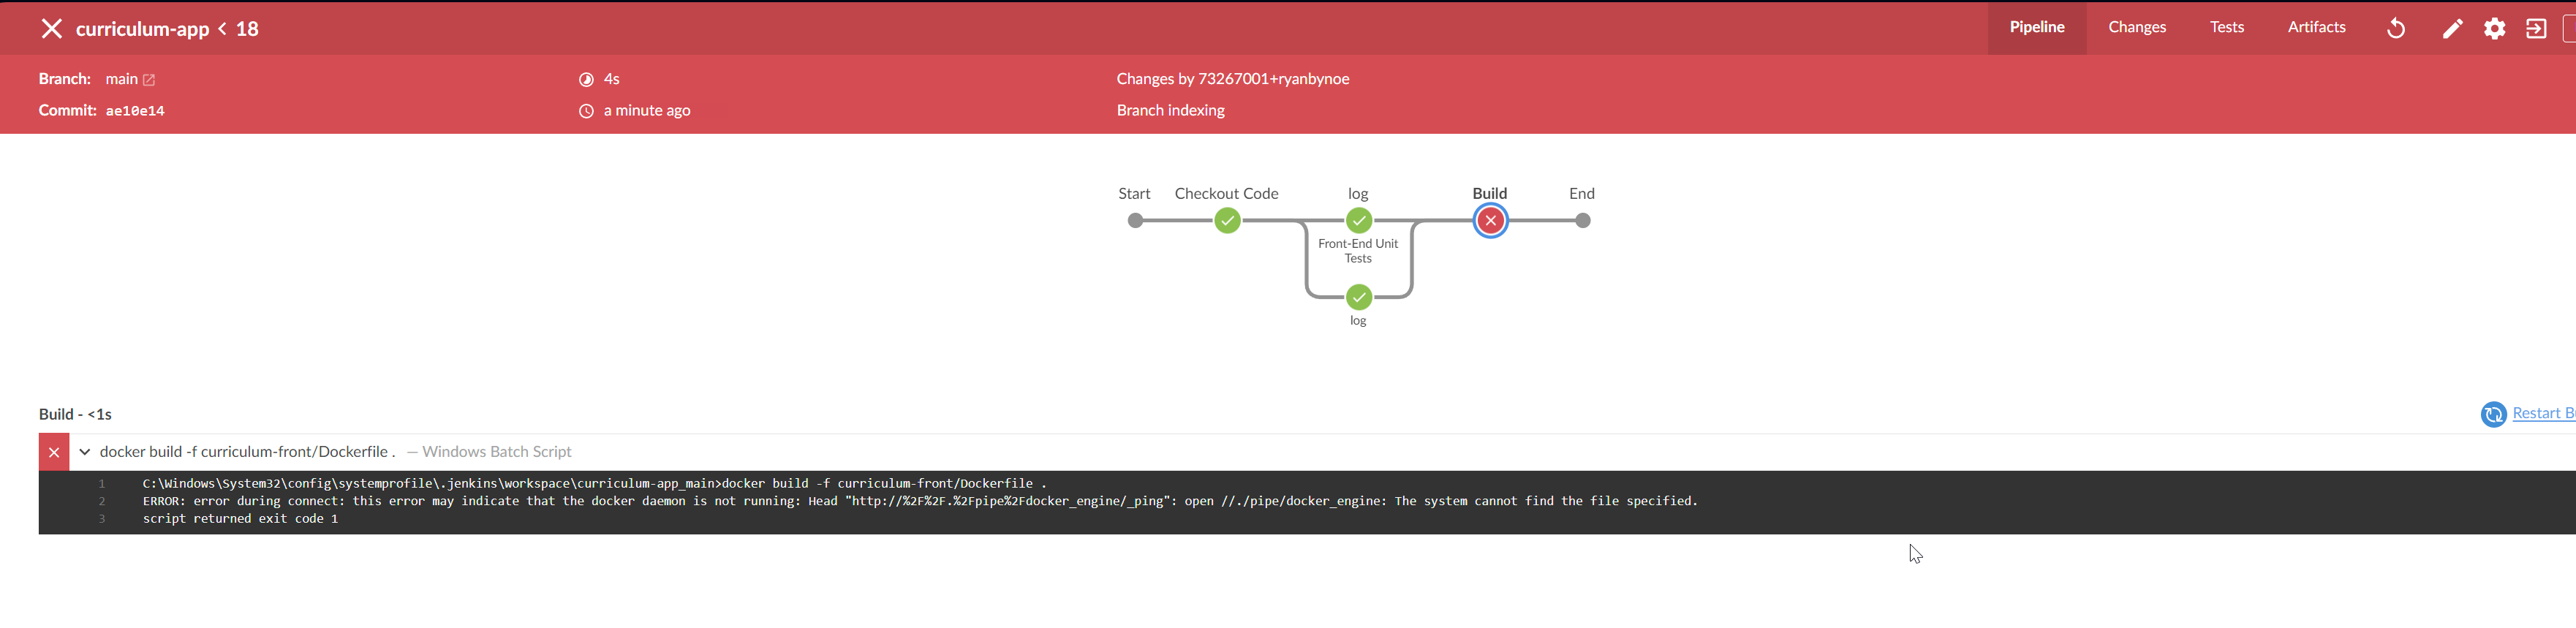 curriculum-app < 18
Pipeline
Changes
Tests
Artifacts
Branch: main
4s
Changes by 73267001+ryanbynoe
Commit: ae10e14
a minute ago
Branch indexing
Start
Checkout Code
log
Build
End
Front-End Unit
Tests
log
Build - <1s
Restart B
docker build -f curriculum-front/Dockerfile . — Windows Batch Script
1 C:\Windows\System32\config\systemprofile\.jenkins\workspace\curriculum-app_main>docker build -f curriculum-front/Dockerfile .
2 ERROR: error during connect: this error may indicate that the docker daemon is not running: Head "http://%2F%2F.%2Fpipe%2Fdocker_engine/_ping": open //./pipe/docker_engine: The system cannot find the file specified.
3 script returned exit code 1